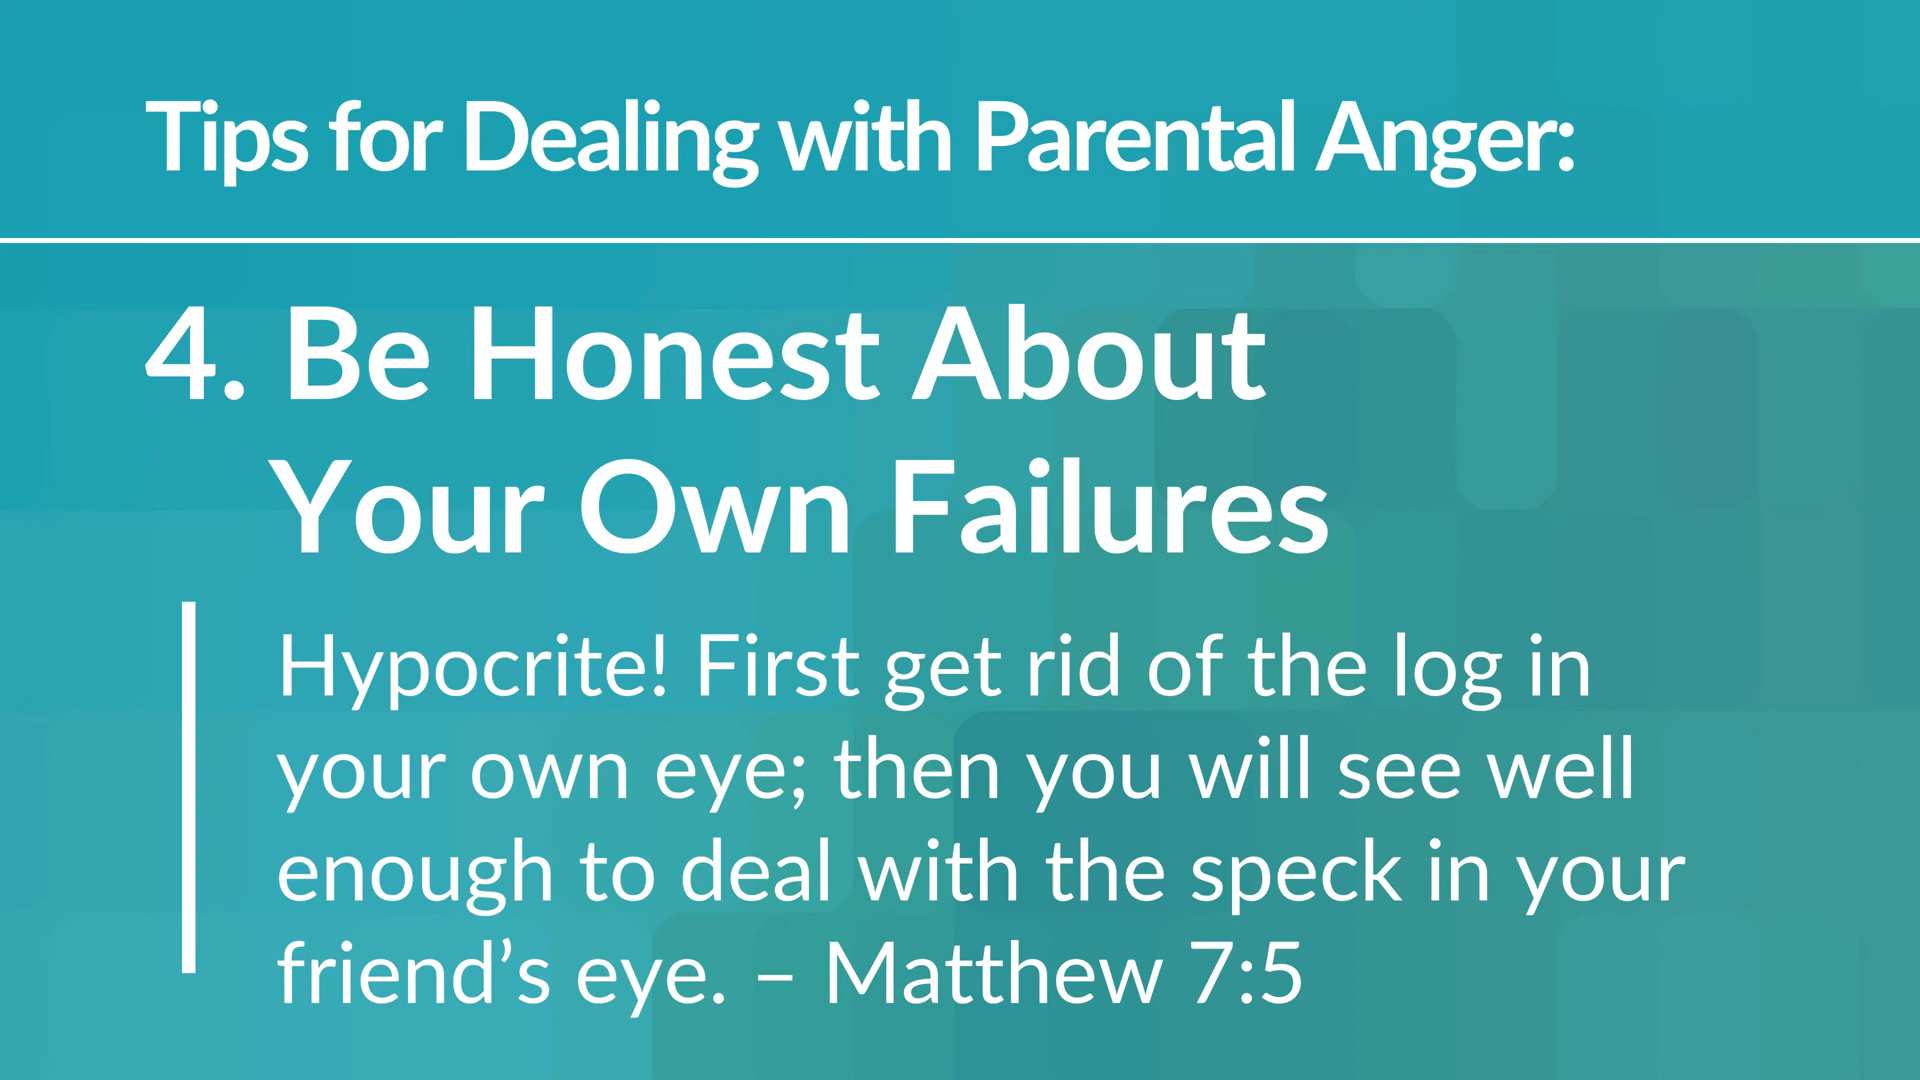 Tips for Dealing with Parental Anger:
4. Be Honest About
Your Own Failures
Hypocrite! First get rid of the log in
your own eye; then you will see well
enough to deal with the speck in your
friend’s eye. – Matthew 7:5